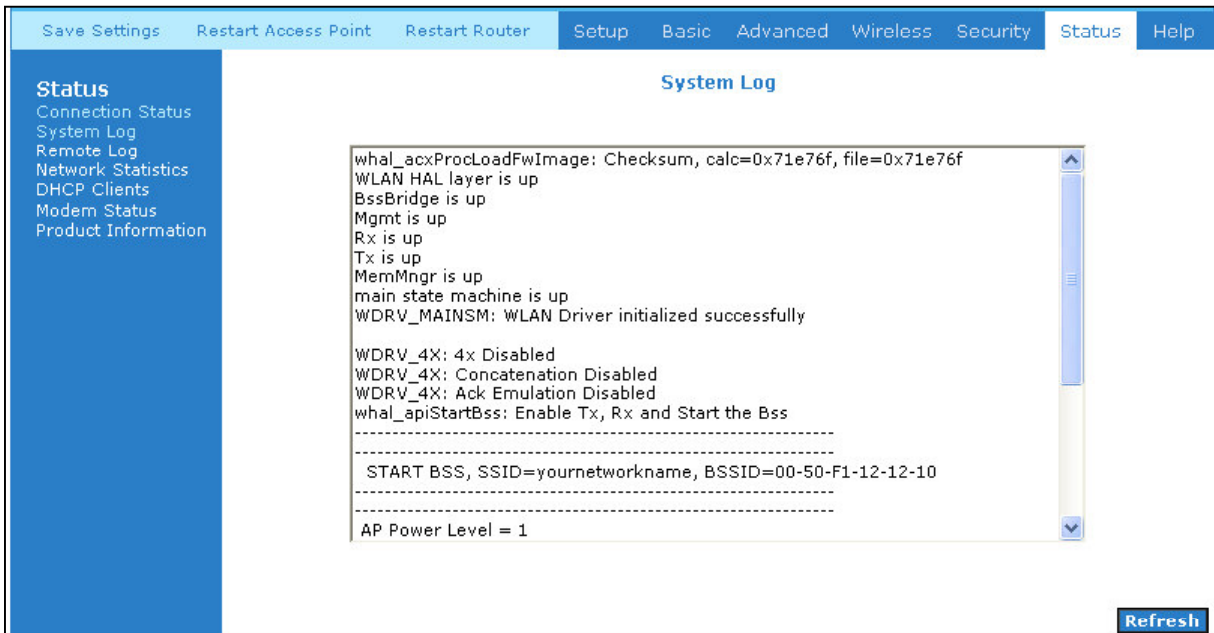 Save Settings Restart Access Point Restart Router Setup Basic Advanced Wireless Security Status Help
Status
Connection Status
System Log
Remote Log
Network Statistics
DHCP Clients
Modem Status
Product Information
System Log
whal_acxProcLoadFwImage: Checksum, calc=0x71e76f, file=0x71e76f
WLAN HAL layer is up
BssBridge is up
Mgmt is up
Rx is up
Tx is up
MemMngr is up
main state machine is up
WDRV_MAINSM: WLAN Driver initialized successfully
WDRV_4X: 4x Disabled
WDRV_4X: Concatenation Disabled
WDRV_4X: Ack Emulation Disabled
whal_apiStartBss: Enable Tx, Rx and Start the Bss
----------------------------------------------------------------
----------------------------------------------------------------
START BSS, SSID=yournetworkname, BSSID=00-50-F1-12-12-10
----------------------------------------------------------------
----------------------------------------------------------------
AP Power Level = 1
Refresh